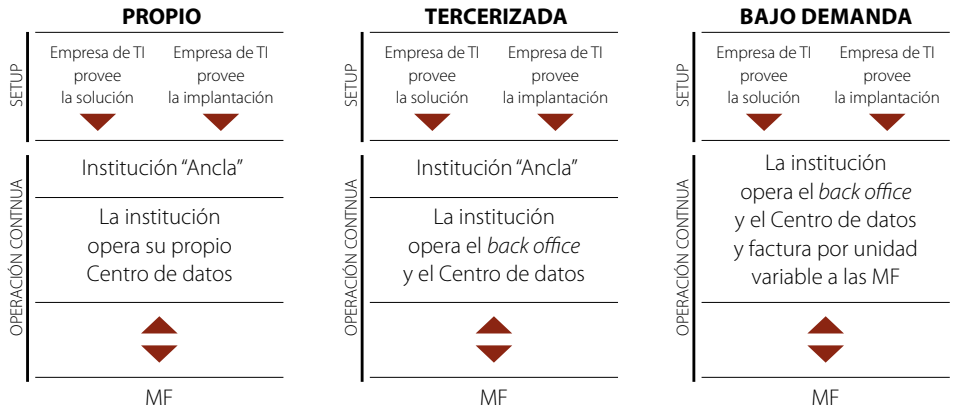 PROPIO
SETUP
Empresa de TI
provee
la solución
Empresa de TI
provee
la implantación
OPERACIÓN CONTNUA
Institución “Ancla”
La institución
opera su propio
Centro de datos
MF
TERCERIZADA
SETUP
Empresa de TI
provee
la solución
Empresa de TI
provee
la implantación
OPERACIÓN CONTNUA
Institución “Ancla”
La institución
opera el back office
y el Centro de datos
MF
BAJO DEMANDA
SETUP
Empresa de TI
provee
la solución
Empresa de TI
provee
la implantación
OPERACIÓN CONTNUA
La institución
opera el back office
y el Centro de datos
y factura por unidad
variable a las MF
MF